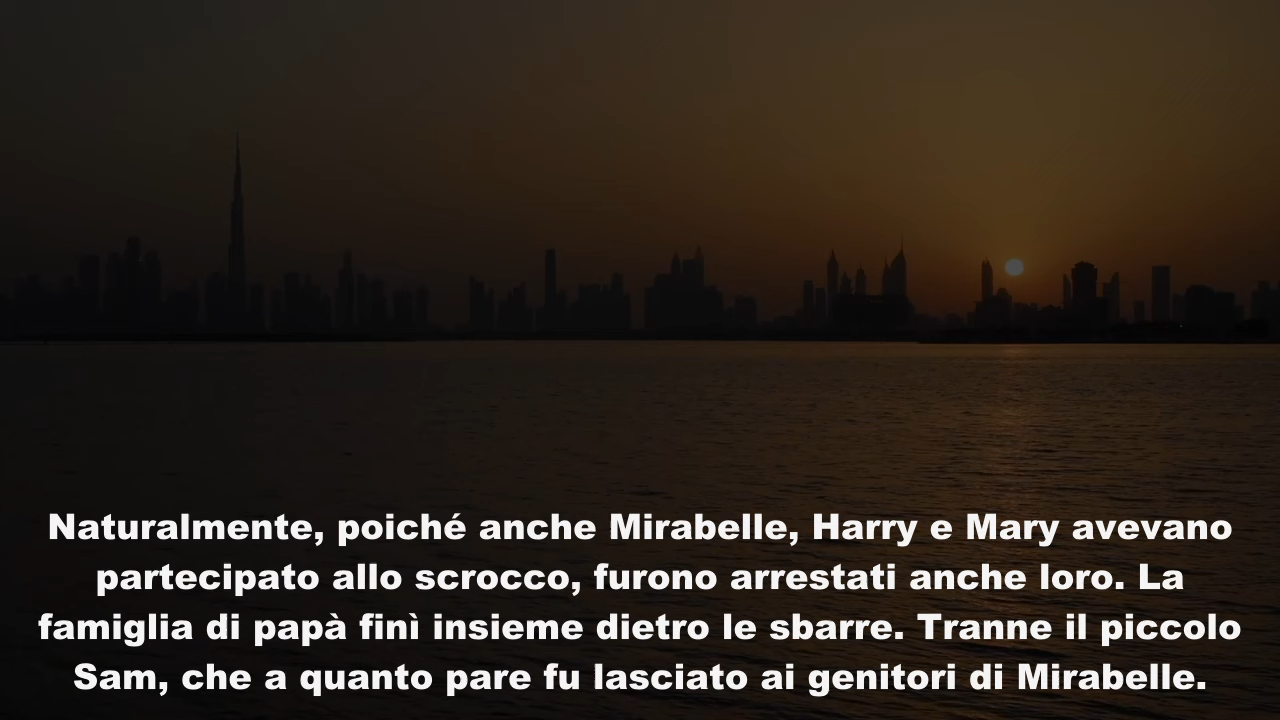 Naturalmente, poiché anche Mirabelle, Harry e Mary avevano
partecipato allo scrocco, furono arrestati anche loro. La
famiglia di papà finì insieme dietro le sbarre. Tranne il piccolo
Sam, che a quanto pare fu lasciato ai genitori di Mirabelle.